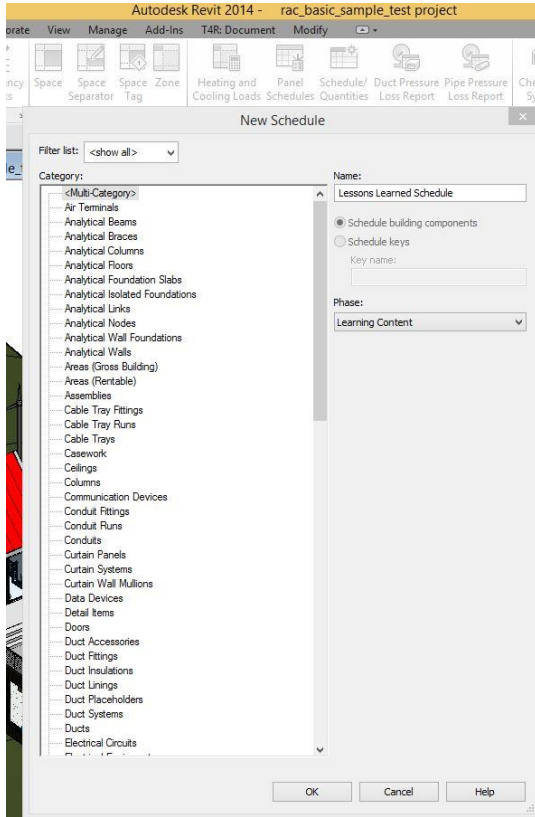 Autodesk Revit 2014 - rac_basic_sample_test project
orate View Manage Add-Ins T4R: Document Modify
ncy Space Space Zone Heating and Panel Schedule/ Duct Pressure Pipe Pressure Che
Separator Tag Cooling Loads Schedules Quantities Loss Report Loss Report Sy
New Schedule
Filter list: <show all>
Category:
Name:
<Multi-Category>
Lessons Learned Schedule
Air Terminals
Analytical Beams
Schedule building components
Analytical Braces
Schedule keys
Analytical Columns
Key name:
Analytical Floors
Analytical Foundation Slabs
Analytical Isolated Foundations
Phase:
Analytical Links
Learning Content
Analytical Nodes
Analytical Wall Foundations
Analytical Walls
Areas (Gross Building)
Areas (Rentable)
Assemblies
Cable Tray Fittings
Cable Tray Runs
Cable Trays
Casework
Ceilings
Columns
Communication Devices
Conduit Fittings
Conduit Runs
Conduits
Curtain Panels
Curtain Systems
Curtain Wall Mullions
Data Devices
Detail Items
Doors
Duct Accessories
Duct Fittings
Duct Insulations
Duct Linings
Duct Placeholders
Duct Systems
Ducts
Electrical Circuits
OK Cancel Help